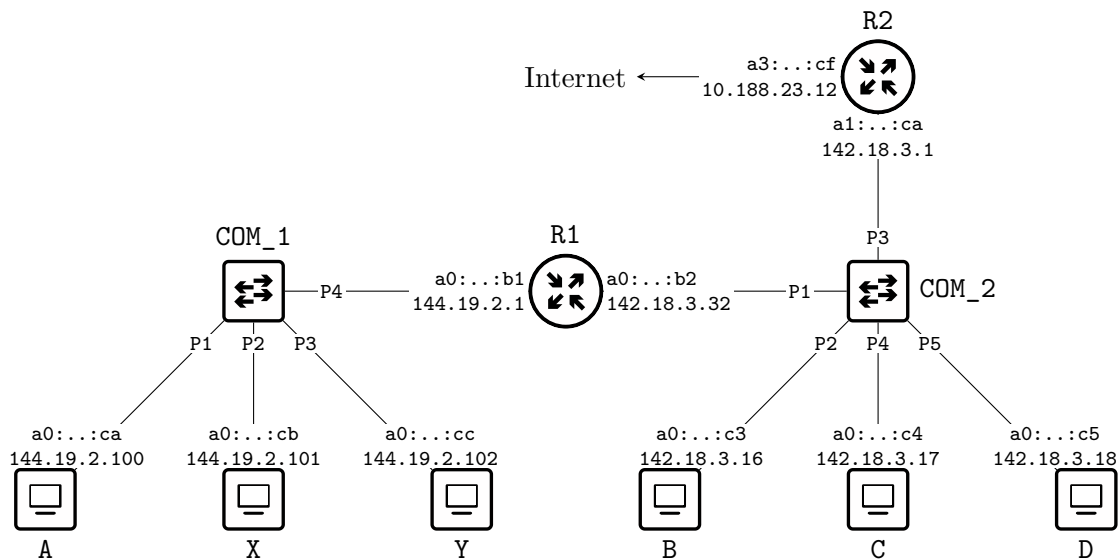 R2
a3:..:cf
Internet
10.188.23.12
a1:..:ca
142.18.3.1
P3
COM_1
R1
a0:..:b1
a0:..:b2
P4
P1
COM_2
144.19.2.1
142.18.3.32
P1
P2
P3
P2
P4
P5
a0:..:ca
a0:..:cb
a0:..:cc
a0:..:c3
a0:..:c4
a0:..:c5
144.19.2.100
144.19.2.101
144.19.2.102
142.18.3.16
142.18.3.17
142.18.3.18
A
X
Y
B
C
D